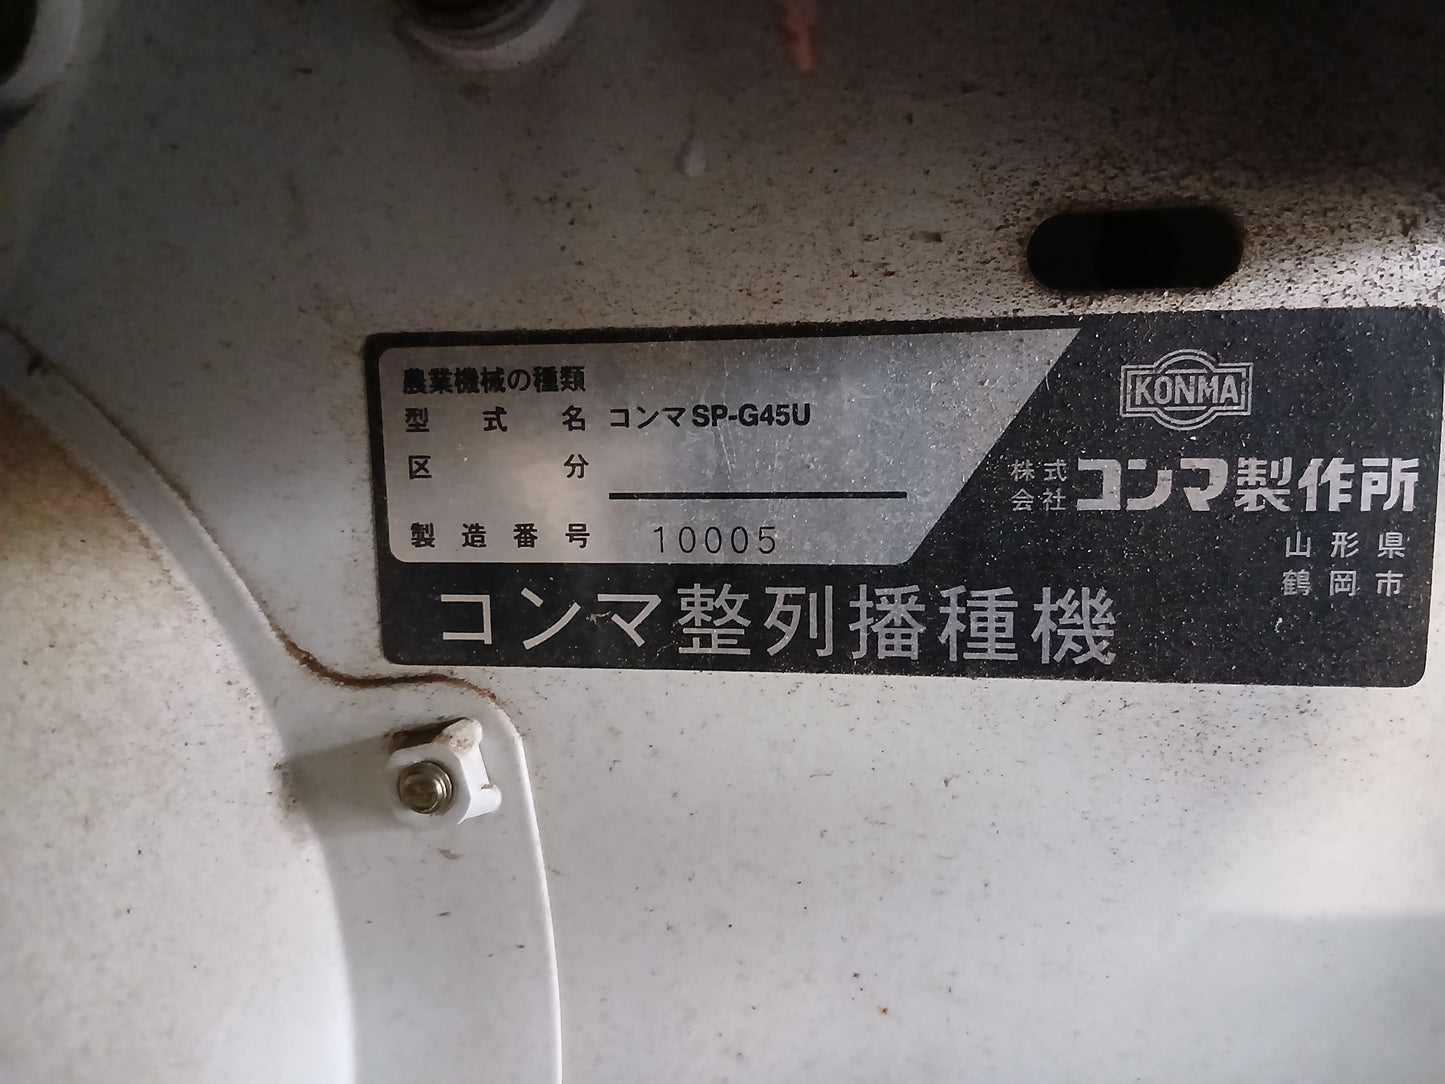 農業機械の種類
型式名 コンマSP-G45U
区分
製造番号 10005
コンマ整列播種機
KONMA
株式会社 コンマ製作所
山形県
鶴岡市